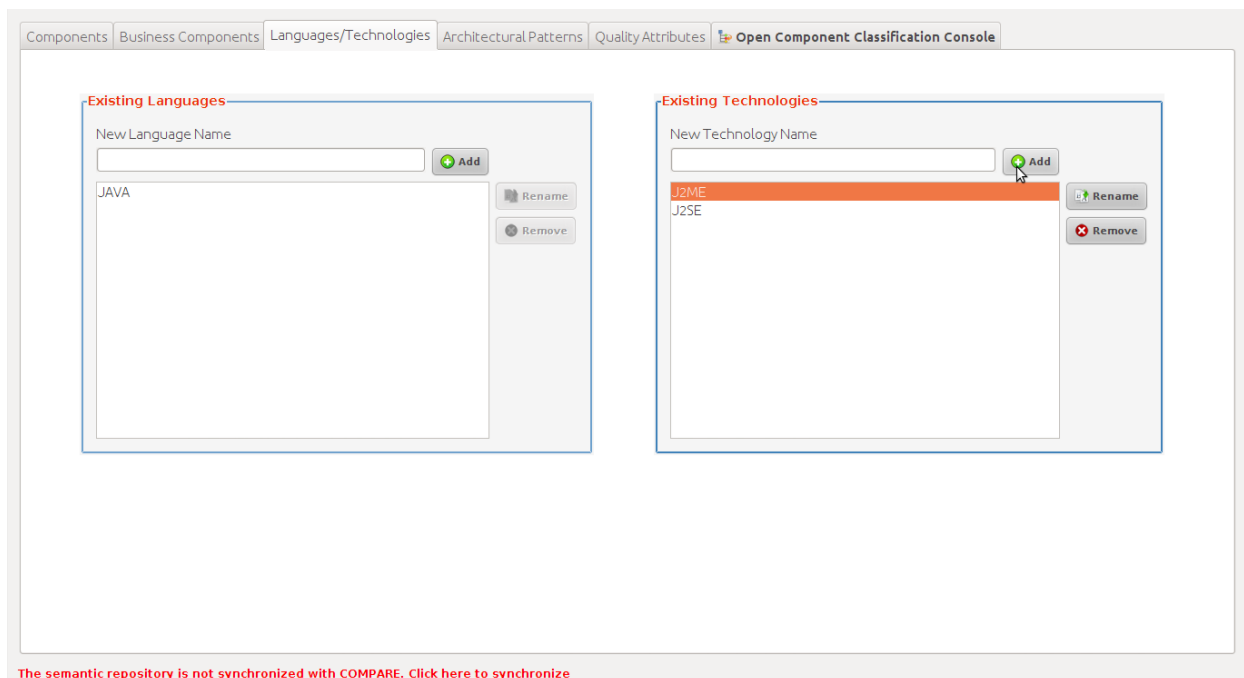 Components Business Components Languages/Technologies Architectural Patterns Quality Attributes Open Component Classification Console
Existing Languages
New Language Name
Add
JAVA
Rename
Remove
Existing Technologies
New Technology Name
Add
J2ME
J2SE
Rename
Remove
The semantic repository is not synchronized with COMPARE. Click here to synchronize